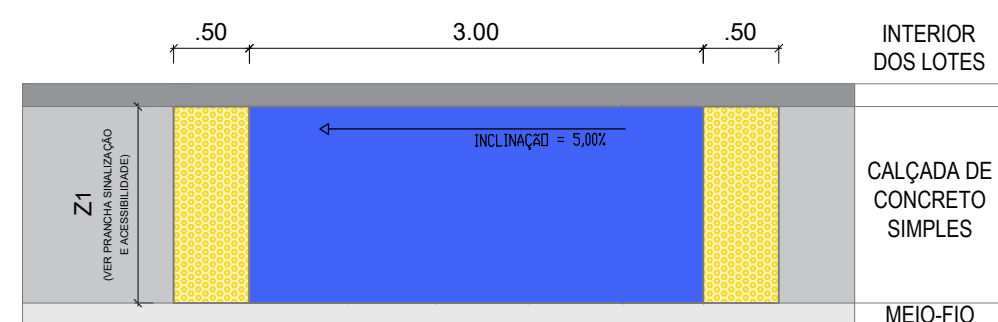 .50
3.00
.50
INTERIOR
DOS LOTES
INCLINAÇÃO = 5,00%
Z1
(VER PRANCHA SINALIZAÇÃO
E ACESSIBILIDADE)
CALÇADA DE
CONCRETO
SIMPLES
MEIO-FIO